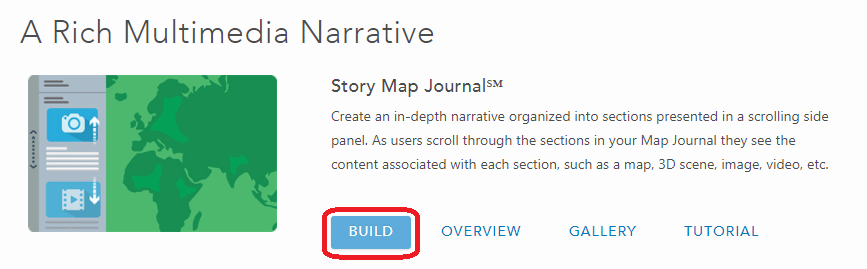 A Rich Multimedia Narrative
Story Map Journal℠
Create an in-depth narrative organized into sections presented in a scrolling side
panel. As users scroll through the sections in your Map Journal they see the
content associated with each section, such as a map, 3D scene, image, video, etc.
BUILD OVERVIEW GALLERY TUTORIAL